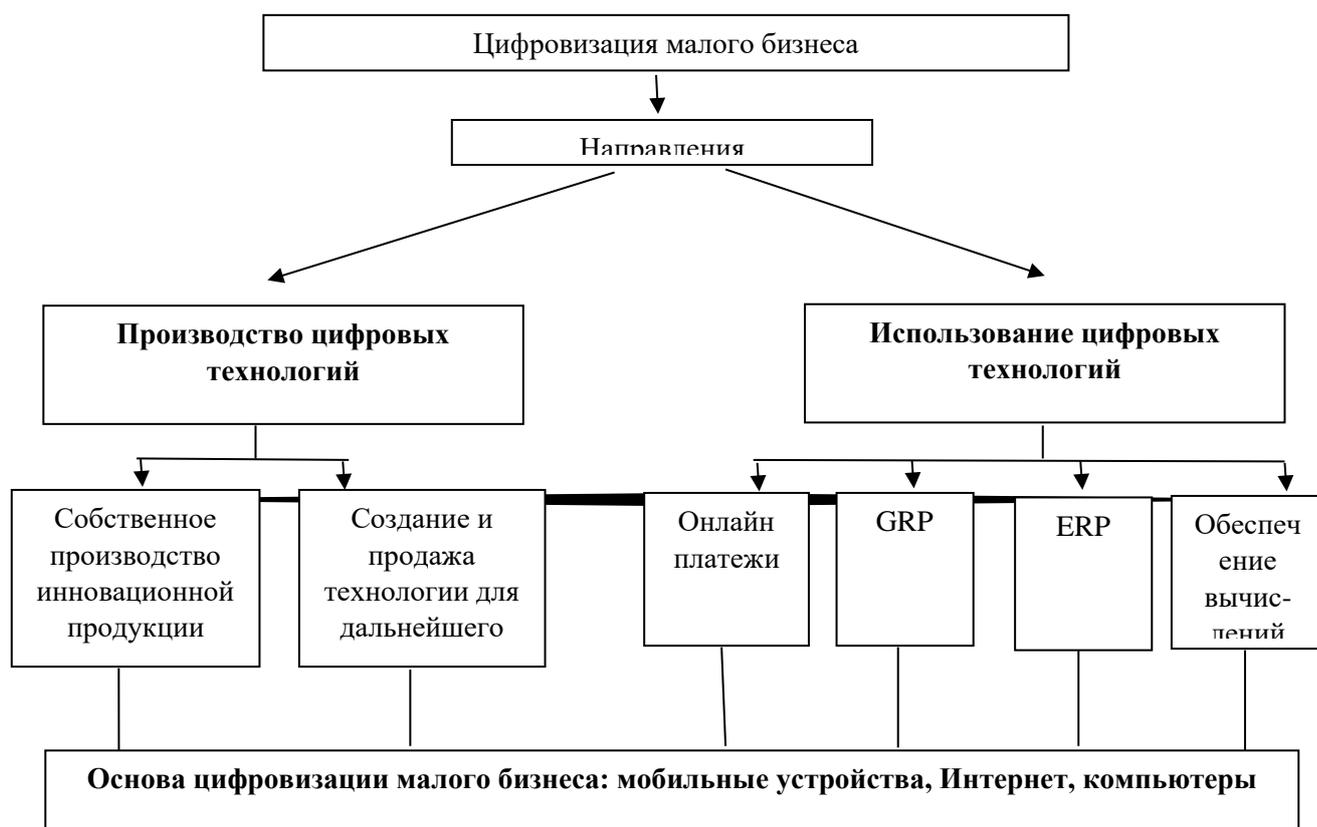 Цифровизация малого бизнеса
Направления
Производство цифровых
технологий
Использование цифровых
технологий
Собственное
производство
инновационной
продукции
Создание и
продажа
технологии для
дальнейшего
Онлайн
платежи
GRP
ERP
Обеспеч
ение
вычис-
лений
Основа цифровизации малого бизнеса: мобильные устройства, Интернет, компьютеры